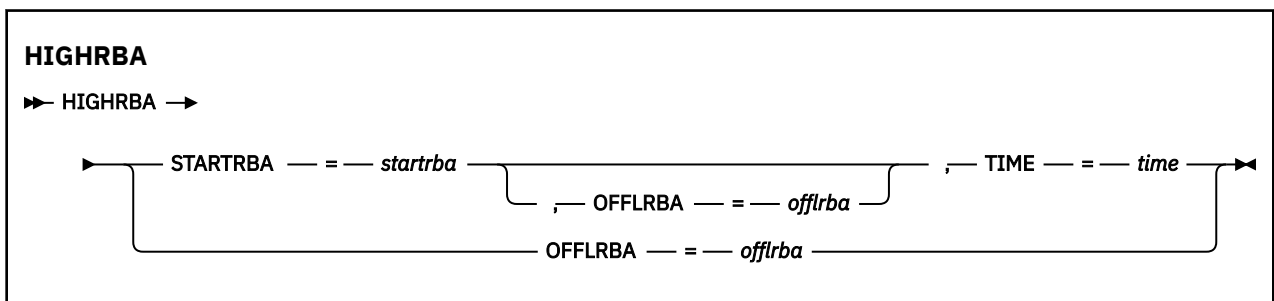 HIGHRBA
HIGHRBA
STARTRBA = startrba , TIME = time
, OFFLRBA = offlrba
OFFLRBA = offlrba